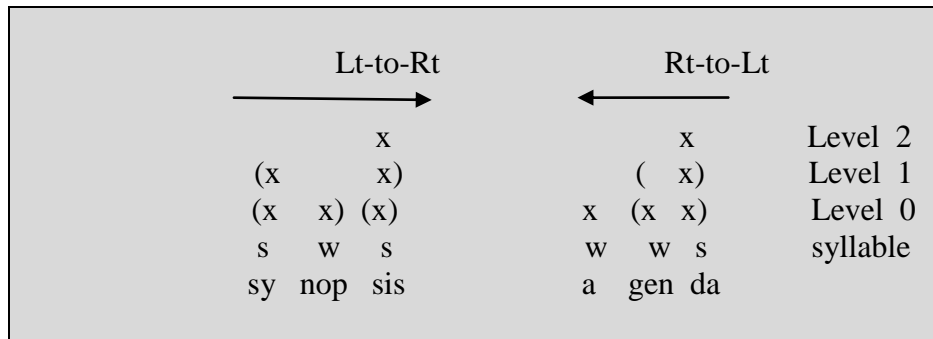 Lt-to-Rt Rt-to-Lt
x x Level 2
(x x) ( x) Level 1
(x x) (x) x (x x) Level 0
s w s w w s syllable
sy nop sis a gen da